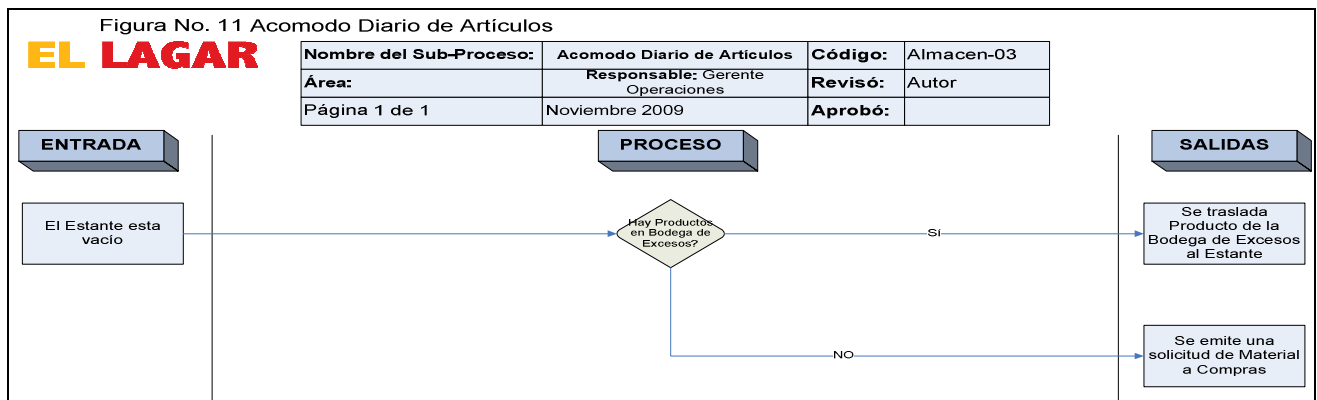 Figura No. 11 Acomodo Diario de Artículos
EL LAGAR
Nombre del Sub-Proceso: Acomodo Diario de Artículos Código: Almacen-03
Área: Responsable: Gerente
Operaciones
Revisó: Autor
Página 1 de 1 Noviembre 2009 Aprobó:
ENTRADA PROCESO SALIDAS
El Estante esta
vacío
Hay Productos
en Bodega de
Excesos?
Sí
Se traslada
Producto de la
Bodega de Excesos
al Estante
NO
Se emite una
solicitud de Material
a Compras